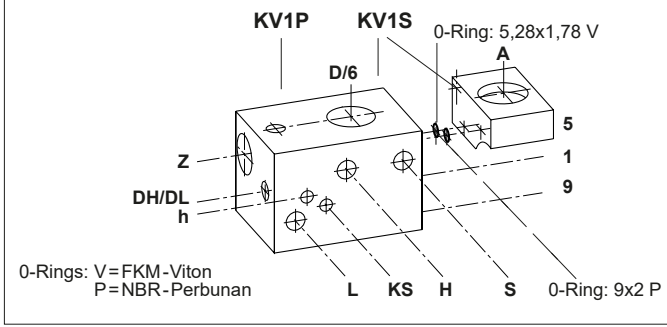 KV1P KV1S
0-Ring: 5,28x1,78 V
D/6 A
5
Z 1
DH/DL 9
h
0-Rings: V=FKM-Viton
P=NBR-Perbunan
L KS H S 0-Ring: 9x2 P